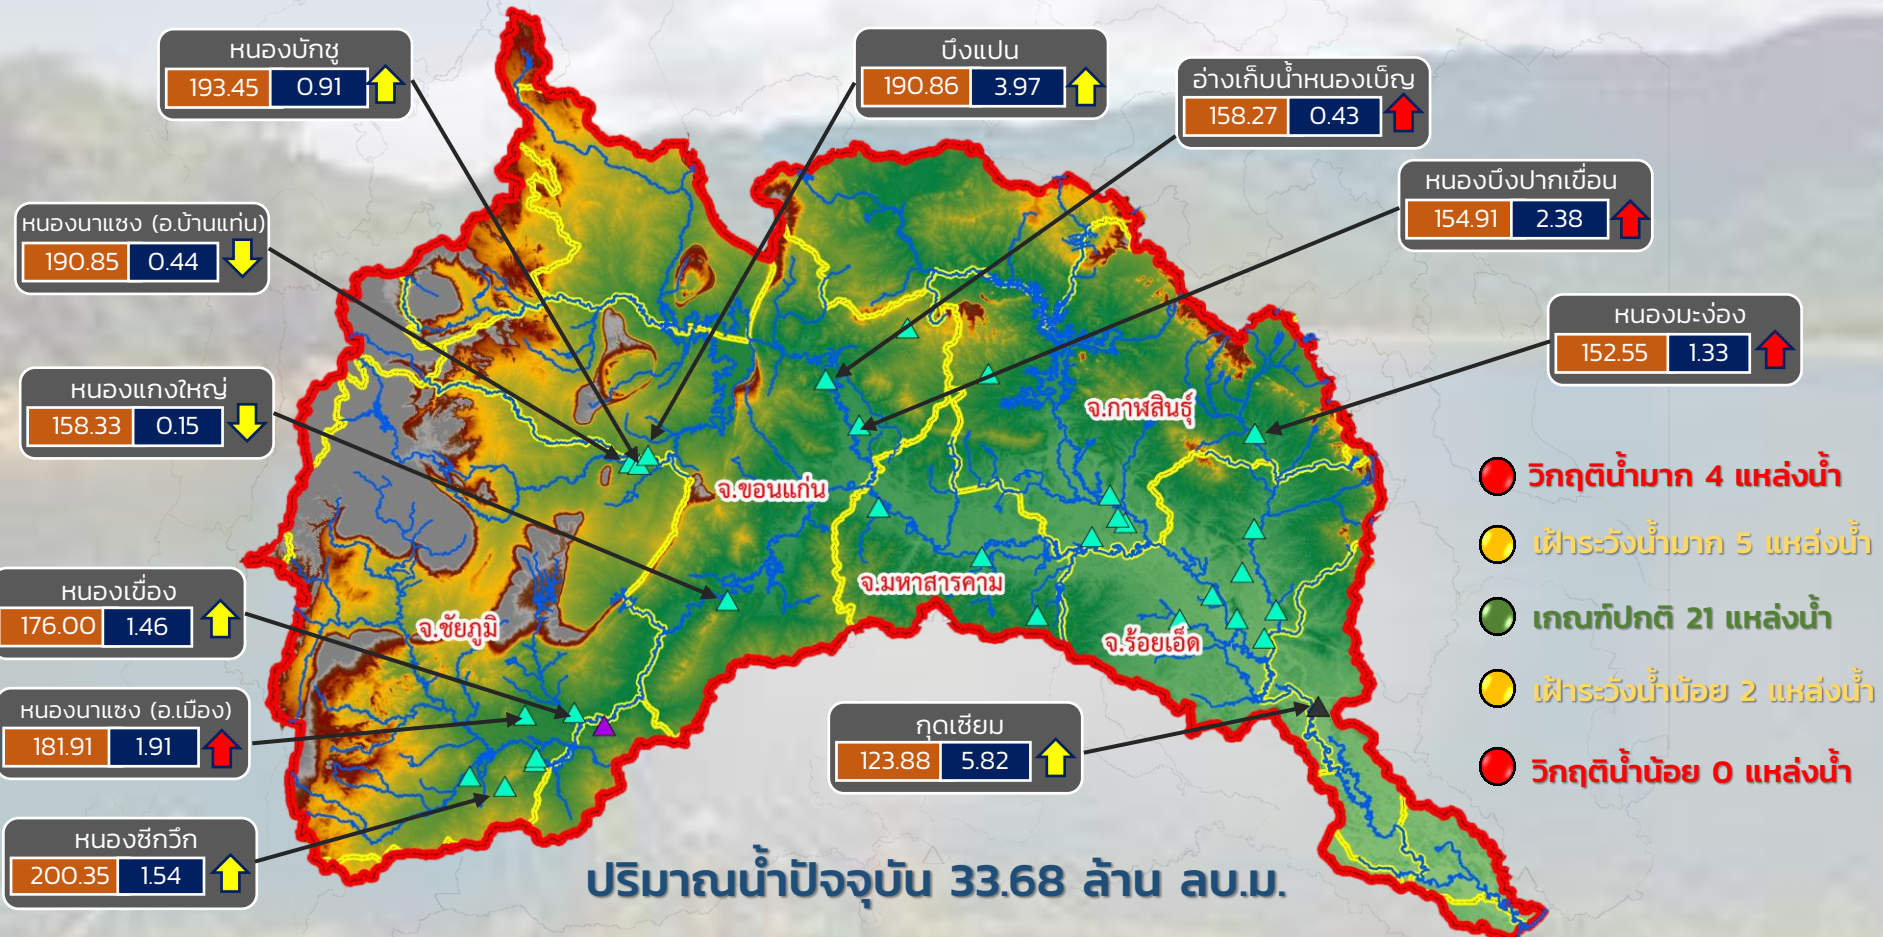 หนองบักชู
193.45 0.91
บึงแปน
190.86 3.97
อ่างเก็บน้ำหนองเบ็ญ
158.27 0.43
หนองบึงปากเขื่อน
154.91 2.38
หนองนาแซง (อ.บ้านแท่น)
190.85 0.44
หนองมะง่อง
152.55 1.33
หนองแกงใหญ่
158.33 0.15
จ.กาฬสินธุ์
จ.ขอนแก่น
วิกฤติน้ำมาก 4 แหล่งน้ำ
เฝ้าระวังน้ำมาก 5 แหล่งน้ำ
หนองเขื่อง
176.00 1.46
จ.มหาสารคาม
จ.ชัยภูมิ
จ.ร้อยเอ็ด
เกณฑ์ปกติ 21 แหล่งน้ำ
เฝ้าระวังน้ำน้อย 2 แหล่งน้ำ
หนองนาแซง (อ.เมือง)
181.91 1.91
กุดเซียม
123.88 5.82
วิกฤติน้ำน้อย 0 แหล่งน้ำ
หนองซีกวึก
200.35 1.54
ปริมาณน้ำปัจจุบัน 33.68 ล้าน ลบ.ม.